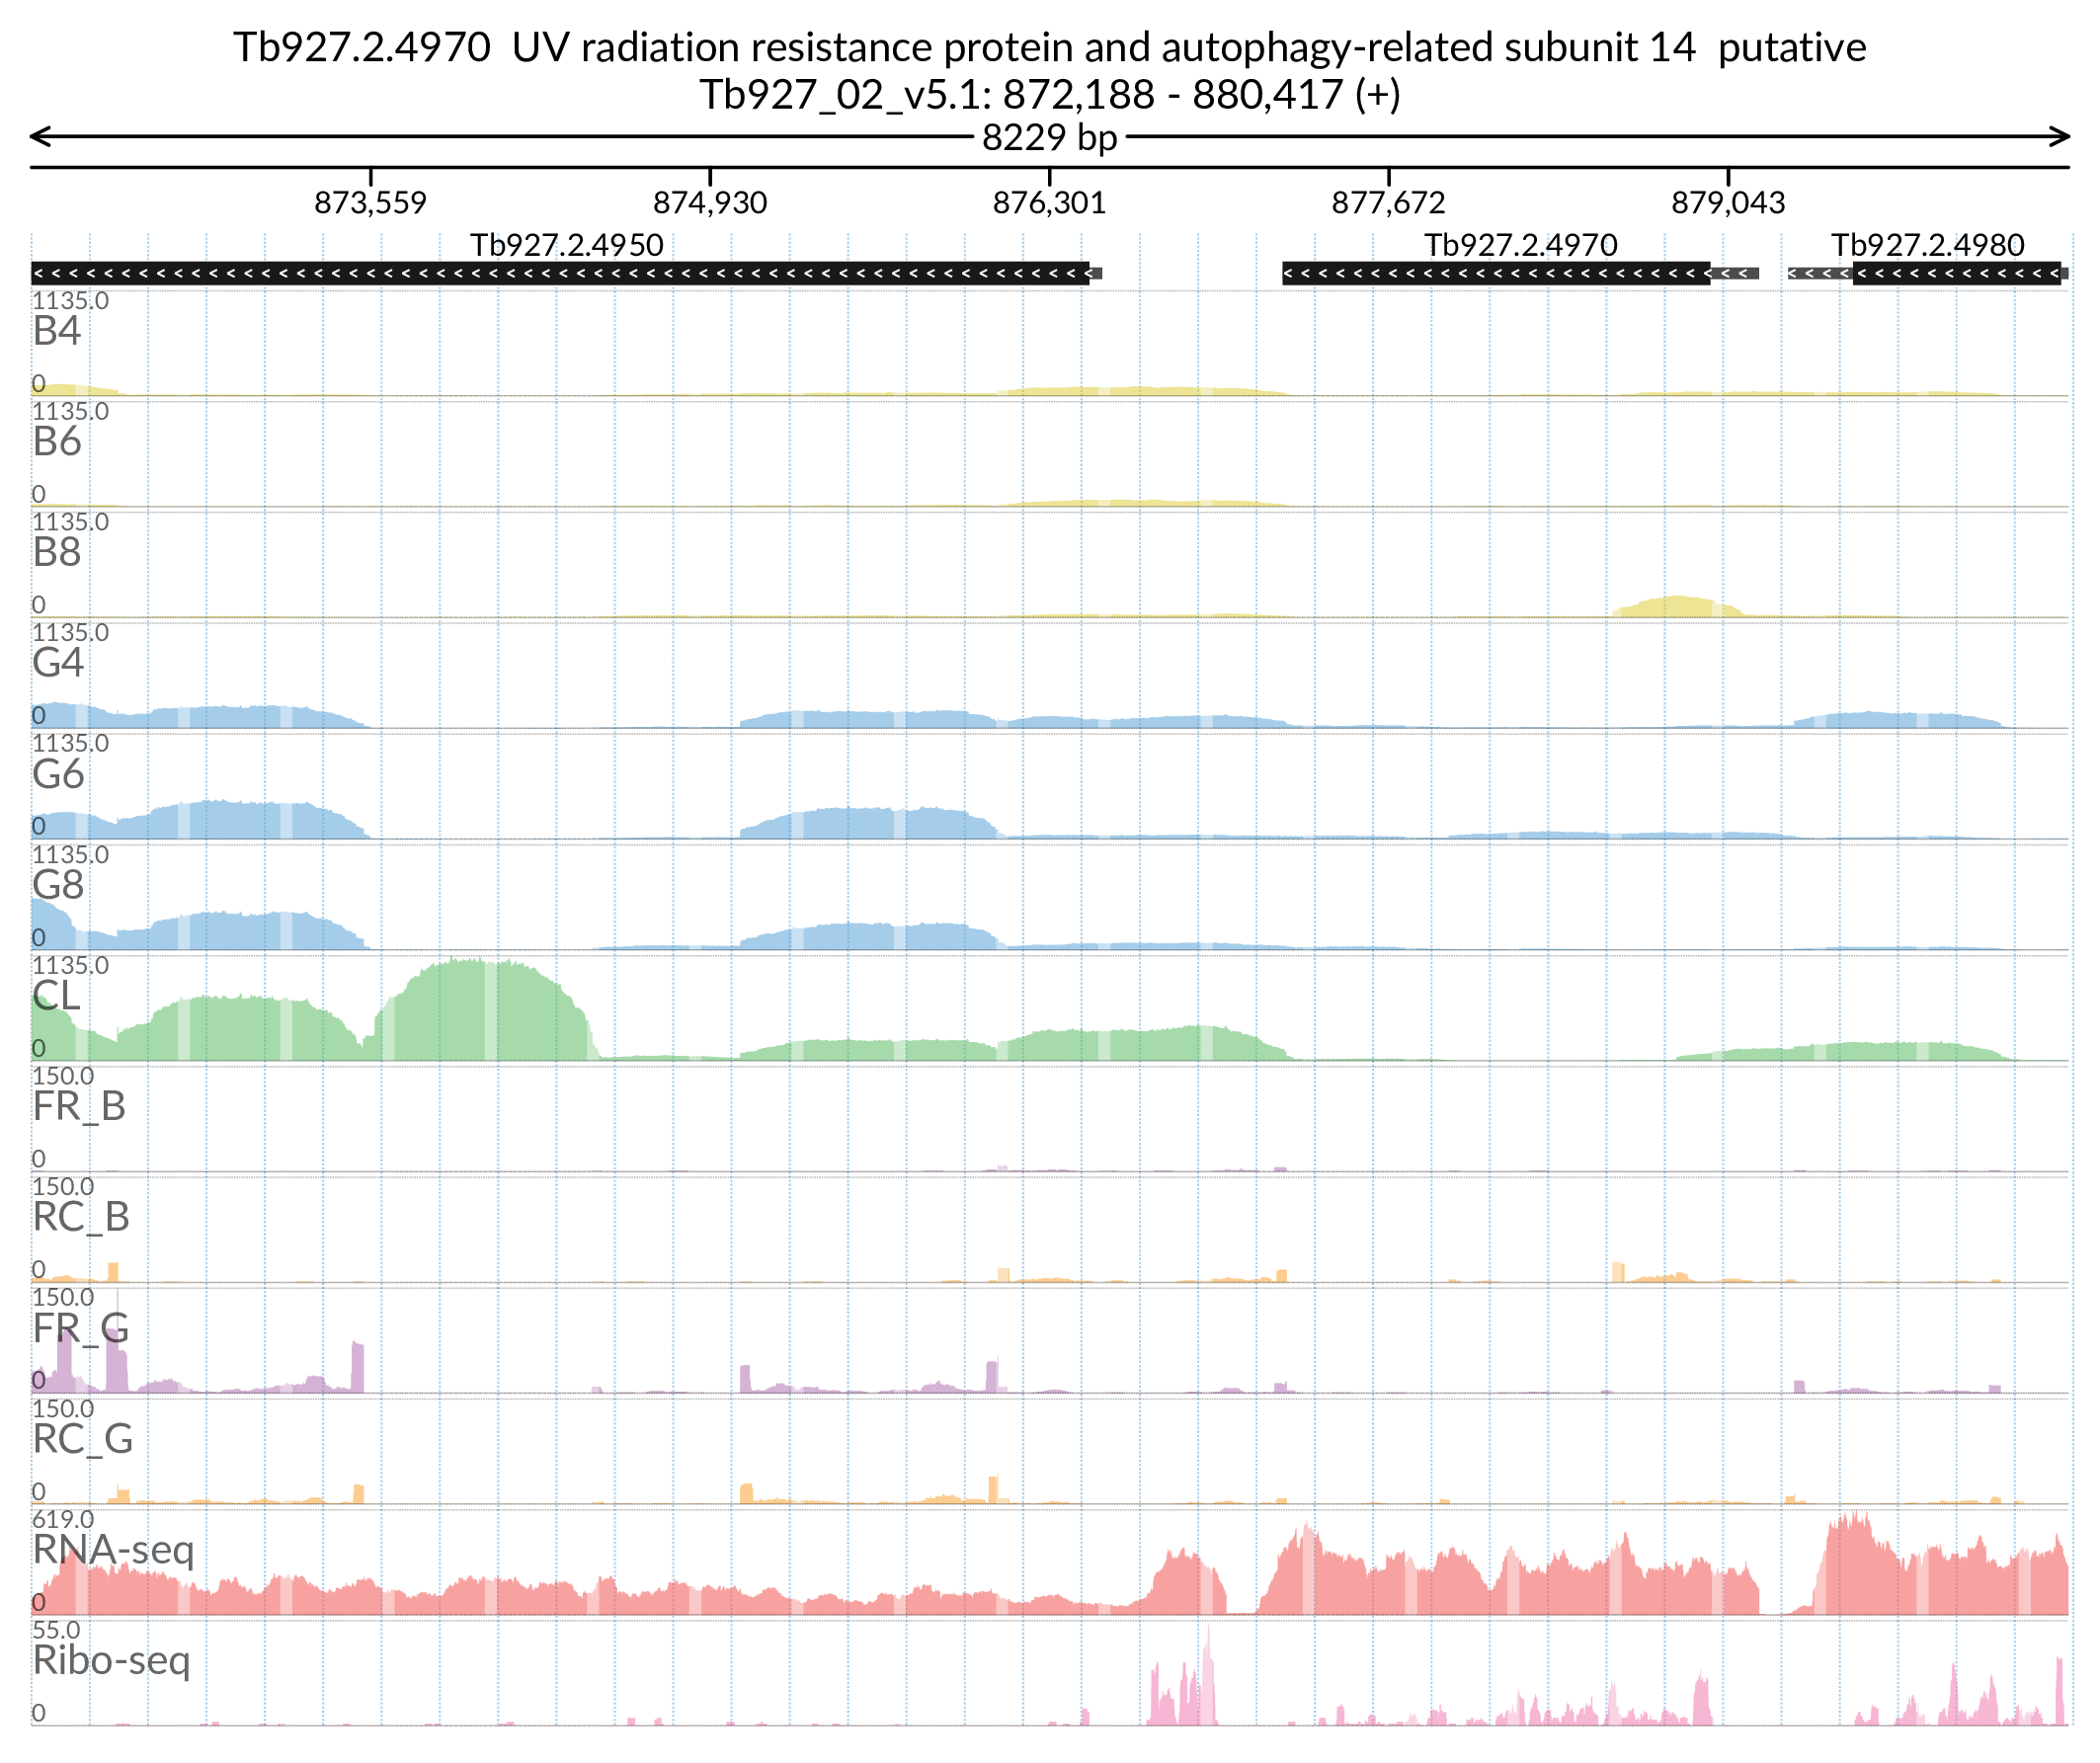 Tb927.2.4970  UV radiation resistance protein and autophagy-related subunit 14  putative
Tb927_02_v5.1: 872,188 - 880,417 (+)
8229 bp
873,559 874,930 876,301 877,672 879,043
Tb927.2.4950 Tb927.2.4970 Tb927.2.4980
1135.0
B4
0
1135.0
B6
0
1135.0
B8
0
1135.0
G4
0
1135.0
G6
0
1135.0
G8
0
1135.0
CL
0
150.0
FR_B
0
150.0
RC_B
0
150.0
FR_G
0
150.0
RC_G
0
619.0
RNA-seq
0
55.0
Ribo-seq
0